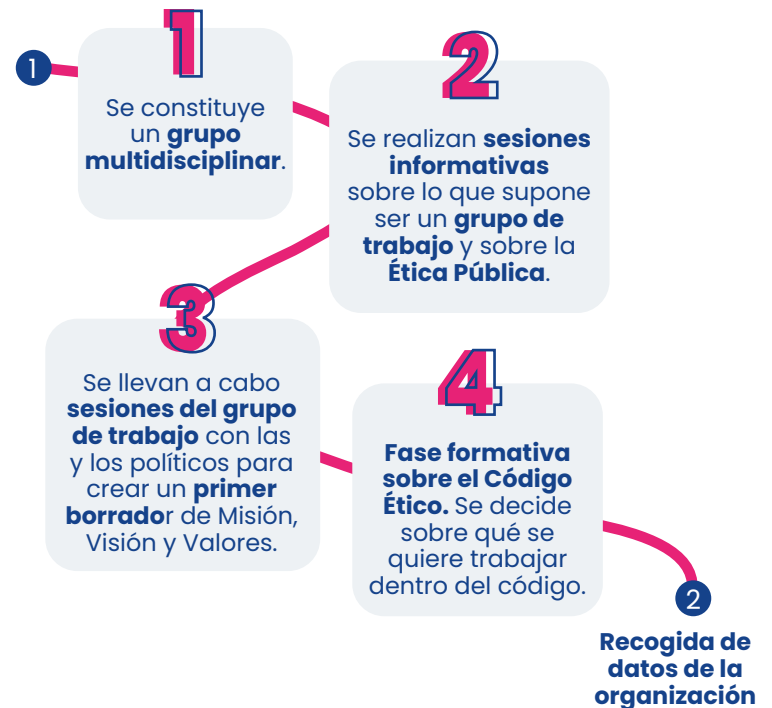 1
1
Se constituye
un grupo
multidisciplinar.
2
Se realizan sesiones
informativas
sobre lo que supone
ser un grupo de
trabajo y sobre la
Ética Pública.
3
Se llevan a cabo
sesiones del grupo
de trabajo con las
y los políticos para
crear un primer
borrador de Misión,
Visión y Valores.
4
Fase formativa
sobre el Código
Ético. Se decide
sobre qué se
quiere trabajar
dentro del código.
2
Recogida de
datos de la
organización